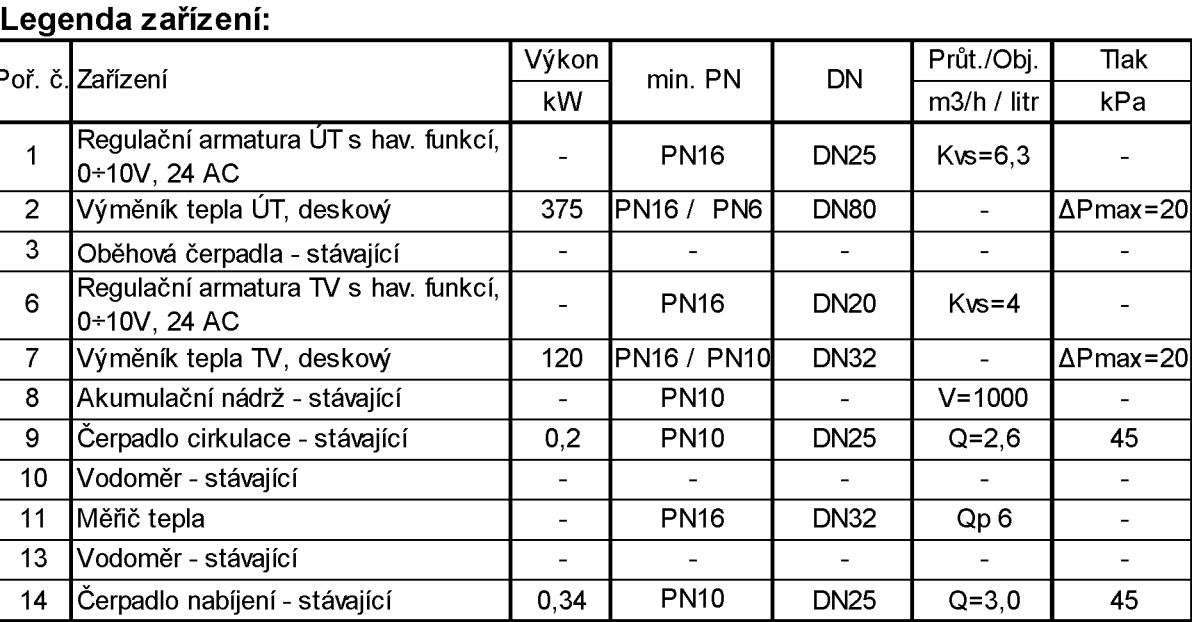 Legenda zařízení:
Poř. č. Zařízení Výkon min. PN DN Průt./Obj. Tlak
kW m3/h / litr kPa
1 Regulační armatura ÚT s hav. funkcí, - PN16 DN25 Kvs=6,3 -
0÷10V, 24 AC
2 Výměník tepla ÚT, deskový 375 PN16 / PN6 DN80 - ΔPmax=20
3 Oběhová čerpadla - stávající - - - - -
6 Regulační armatura TV s hav. funkcí, - PN16 DN20 Kvs=4 -
0÷10V, 24 AC
7 Výměník tepla TV, deskový 120 PN16 / PN10 DN32 - ΔPmax=20
8 Akumulační nádrž - stávající - PN10 - V=1000 -
9 Čerpadlo cirkulace - stávající 0,2 PN10 DN25 Q=2,6 45
10 Vodoměr - stávající - - - - -
11 Měřič tepla - PN16 DN32 Qp 6 -
13 Vodoměr - stávající - - - - -
14 Čerpadlo nabíjení - stávající 0,34 PN10 DN25 Q=3,0 45